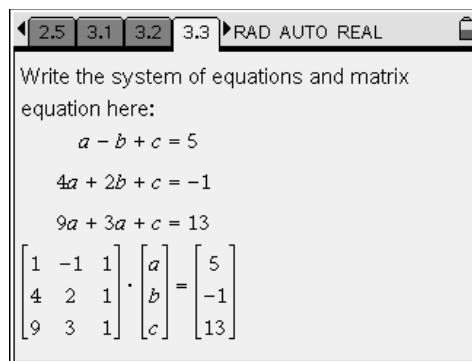 2.5 3.1 3.2 3.3 RAD AUTO REAL
Write the system of equations and matrix
equation here:
a − b + c = 5
4a + 2b + c = −1
9a + 3a + c = 13
[1 −1 1] · [a] = [5]
[4 2 1] [b] [−1]
[9 3 1] [c] [13]